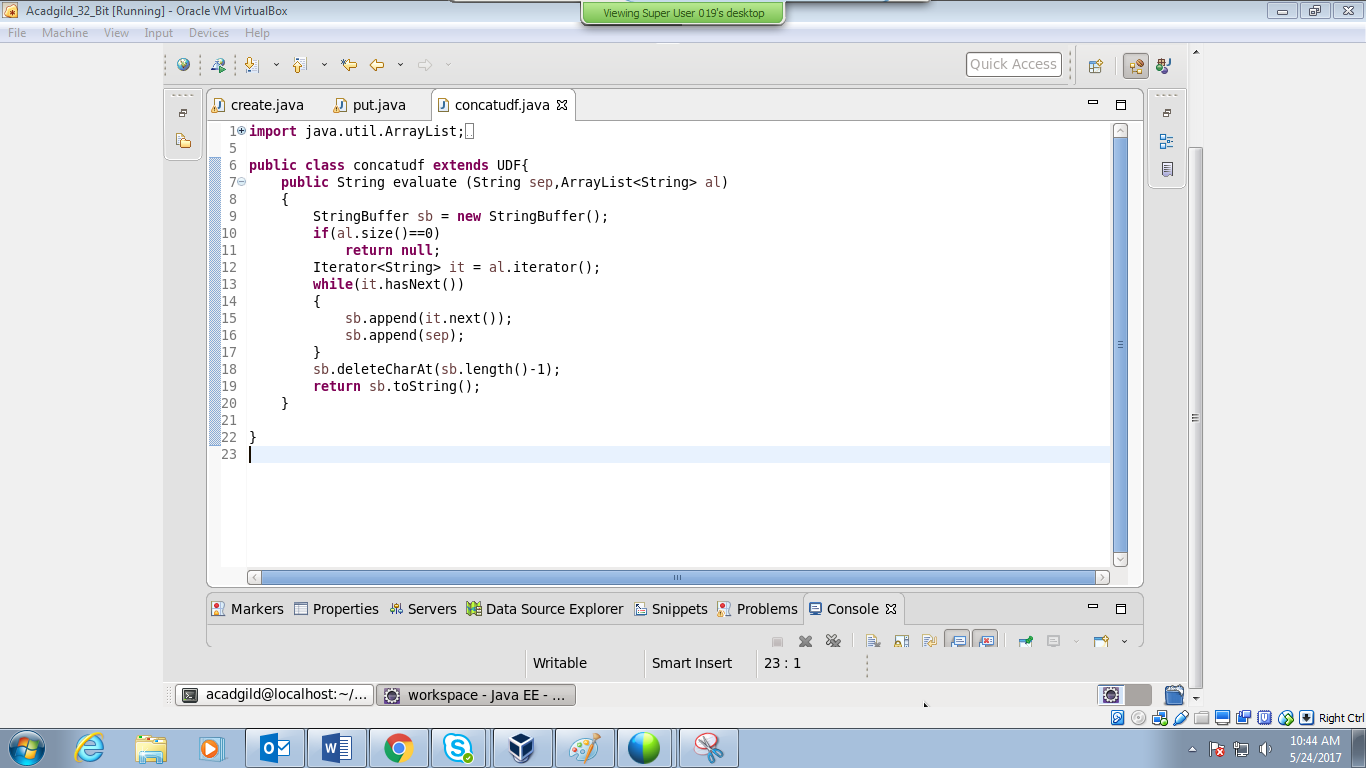 Acadgild_32_Bit [Running] - Oracle VM VirtualBox
Viewing Super User 019's desktop
File Machine View Input Devices Help
Quick Access
create.java put.java concatudf.java
1 import java.util.ArrayList;
5
6 public class concatudf extends UDF{
7 public String evaluate (String sep,ArrayList<String> al)
8 {
9 StringBuffer sb = new StringBuffer();
10 if(al.size()==0)
11 return null;
12 Iterator<String> it = al.iterator();
13 while(it.hasNext())
14 {
15 sb.append(it.next());
16 sb.append(sep);
17 }
18 sb.deleteCharAt(sb.length()-1);
19 return sb.toString();
20 }
21
22 }
23
Markers Properties Servers Data Source Explorer Snippets Problems Console
Writable Smart Insert 23 : 1
acadgild@localhost:~/... workspace - Java EE - ...
Right Ctrl
10:44 AM
5/24/2017